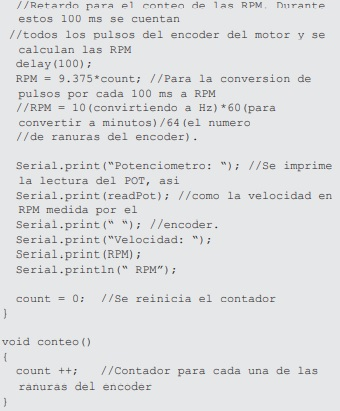 //Retardo para el conteo de las RPM. Durante
estos 100 ms se cuentan
//todos los pulsos del encoder del motor y se
calculan las RPM
delay(100);
RPM = 9.375*count; //Para la conversion de
pulsos por cada 100 ms a RPM
//RPM = 10(convirtiendo a Hz)*60(para
convertir a minutos)/64(el numero
//de ranuras del encoder).
Serial.print(“Potenciometro: “); //Se imprime
la lectura del POT, asi
Serial.print(readPot); //como la velocidad en
RPM medida por el
Serial.print(“ “); //encoder.
Serial.print(“Velocidad: “);
Serial.print(RPM);
Serial.println(“ RPM”);
count = 0; //Se reinicia el contador
}
void conteo()
{
count ++; //Contador para cada una de las
ranuras del encoder
}